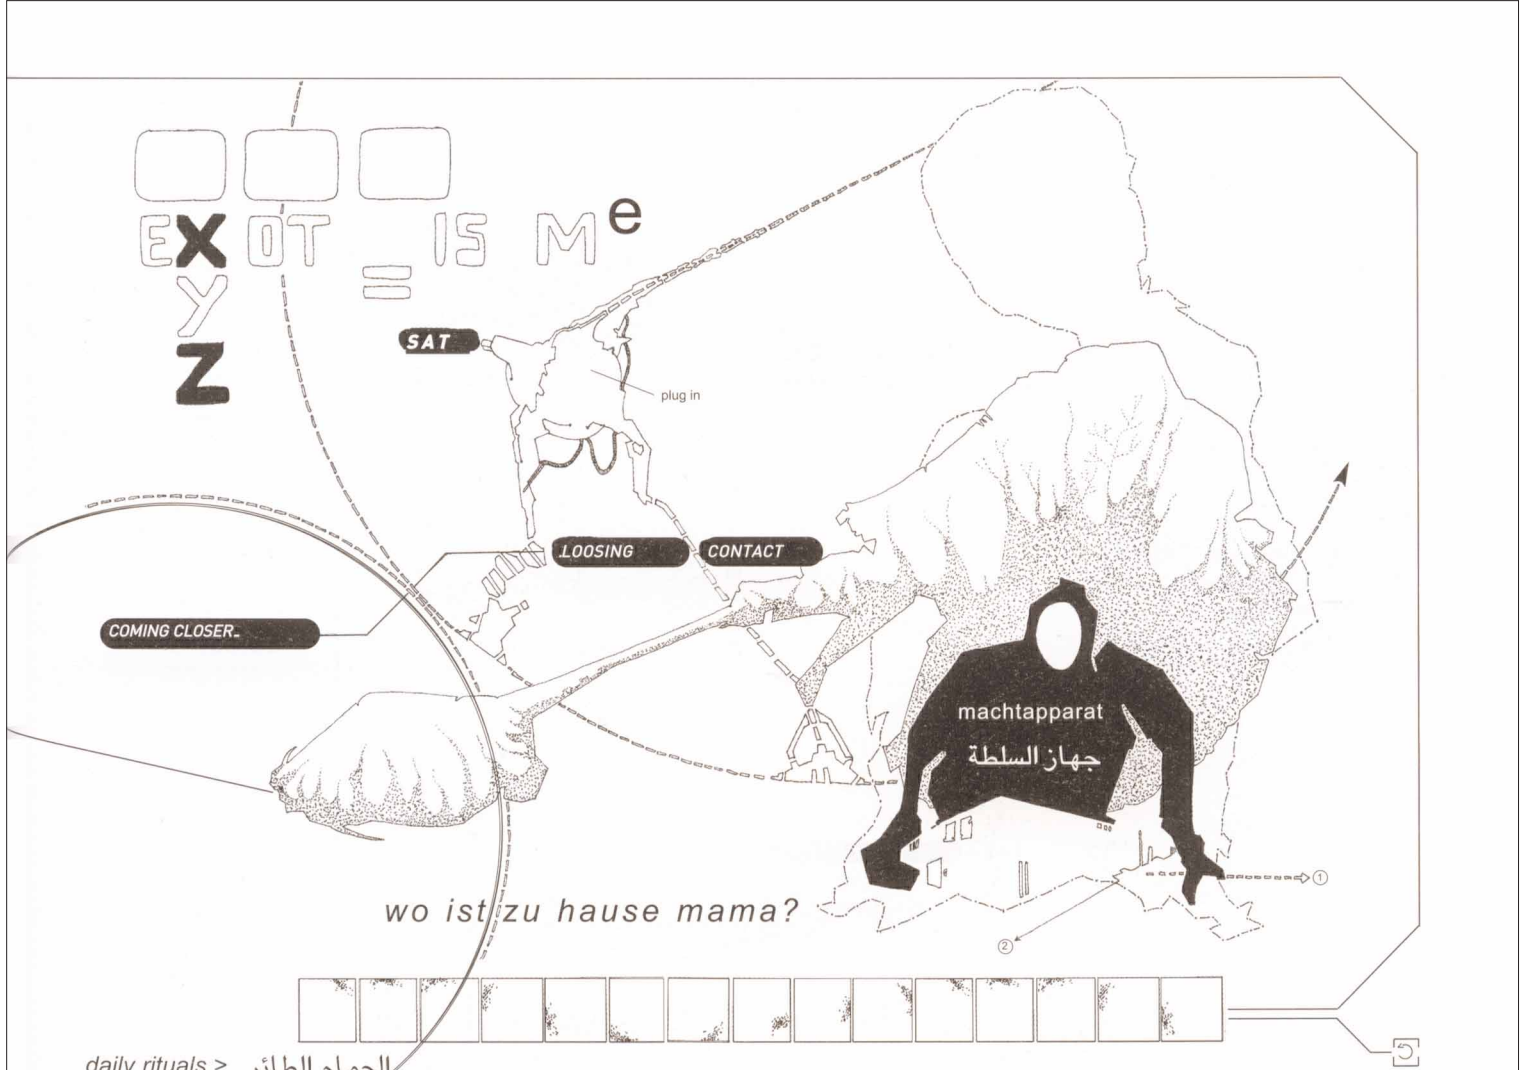 EXOT = IS Me
y
Z
SAT
plug in
.LOOSING CONTACT
COMING CLOSER..
machtapparat
جهاز السلطة
1
wo ist zu hause mama?
2
daily rituals >